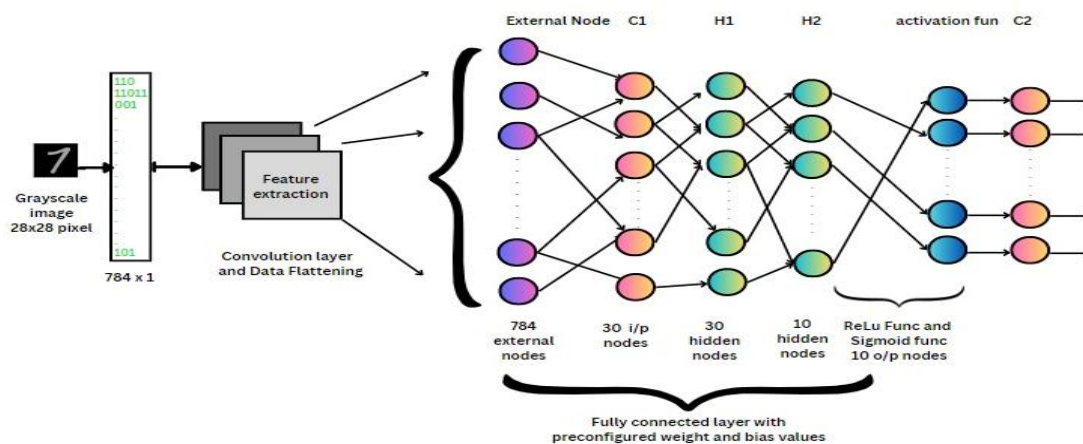 External Node
C1
H1
H2
activation fun
C2
110
11011
001
101
Grayscale
image
28x28 pixel
784 x 1
Feature
extraction
Convolution layer
and Data Flattening
784
external
nodes
30 i/p
nodes
30
hidden
nodes
10
hidden
nodes
ReLu Func and
Sigmoid func
10 o/p nodes
Fully connected layer with
preconfigured weight and bias values